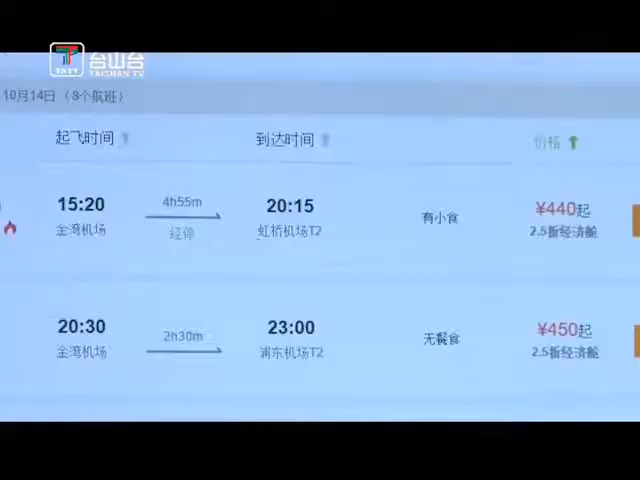 TSTV
台山台
TAISHAN TV
10月14日（8个航班）
起飞时间 到达时间 价格
15:20 4h55m 20:15 有小食 ¥440起
金湾机场 经停 虹桥机场T2 2.5折经济舱
20:30 2h30m 23:00 无餐食 ¥450起
金湾机场 浦东机场T2 2.5折经济舱